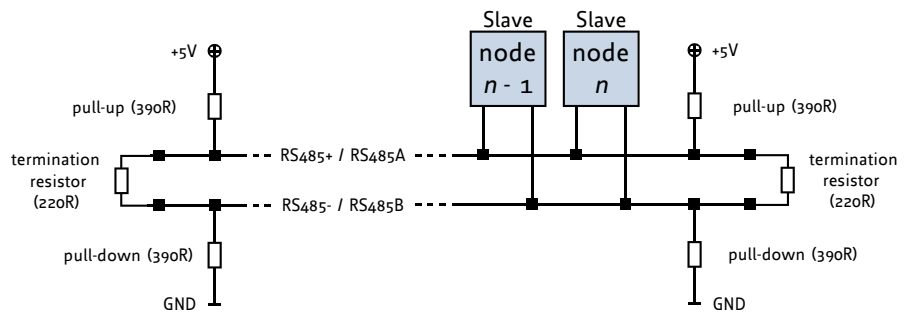 Slave
Slave
+5V
node
n - 1
node
n
+5V
pull-up (390R)
pull-up (390R)
termination
resistor
(220R)
RS485+ / RS485A
termination
resistor
(220R)
RS485- / RS485B
pull-down (390R)
pull-down (390R)
GND
GND